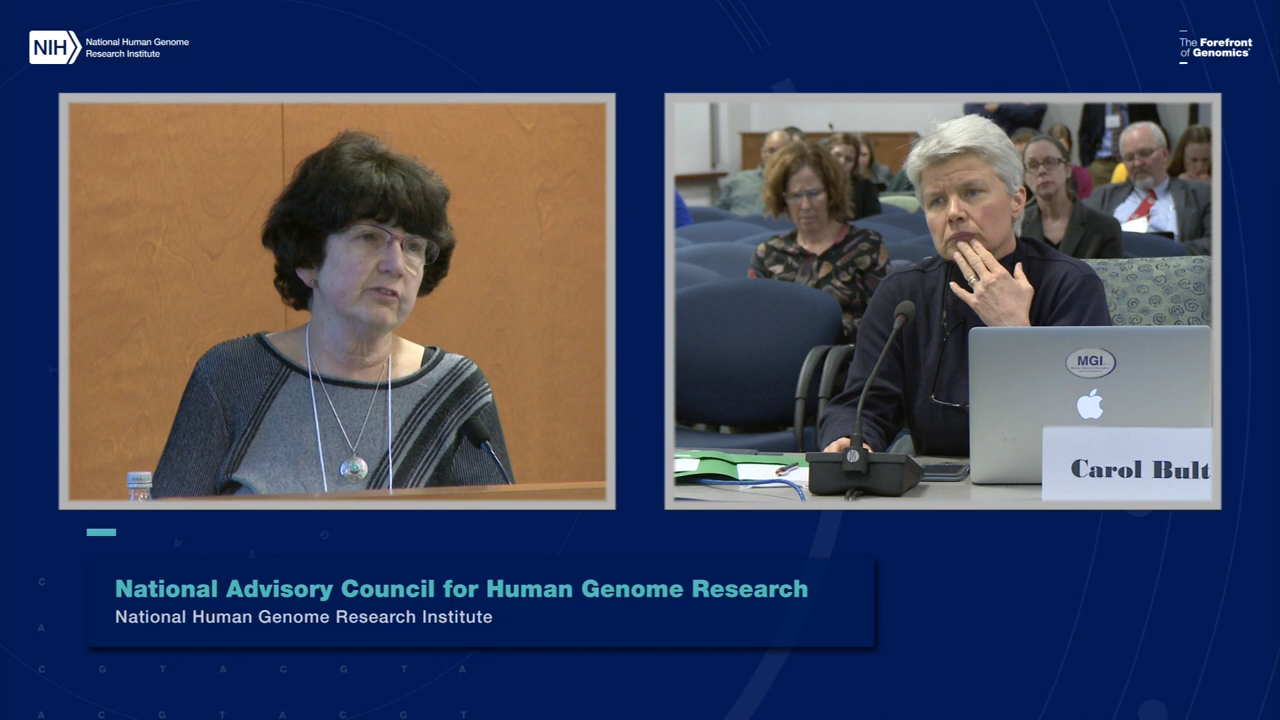 NIH
National Human Genome
Research Institute
The Forefront
of Genomics®
MGI
Carol Bult
National Advisory Council for Human Genome Research
National Human Genome Research Institute
C
A
C G T A C G T A
A C G T A C G T